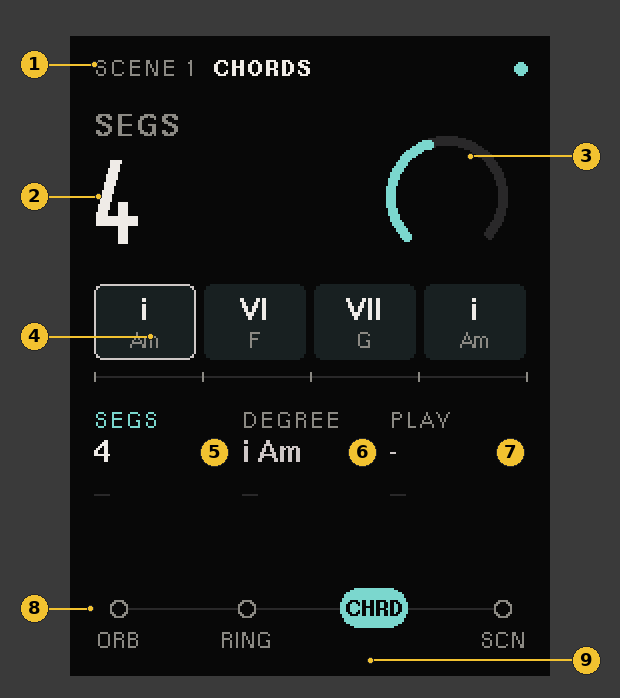 1 SCENE 1 CHORDS
SEGS
3
2 4
i VI VII i
4 Am F G Am
SEGS DEGREE PLAY
4 5 i Am 6 - 7
8 CHRD
ORB RING SCN
9